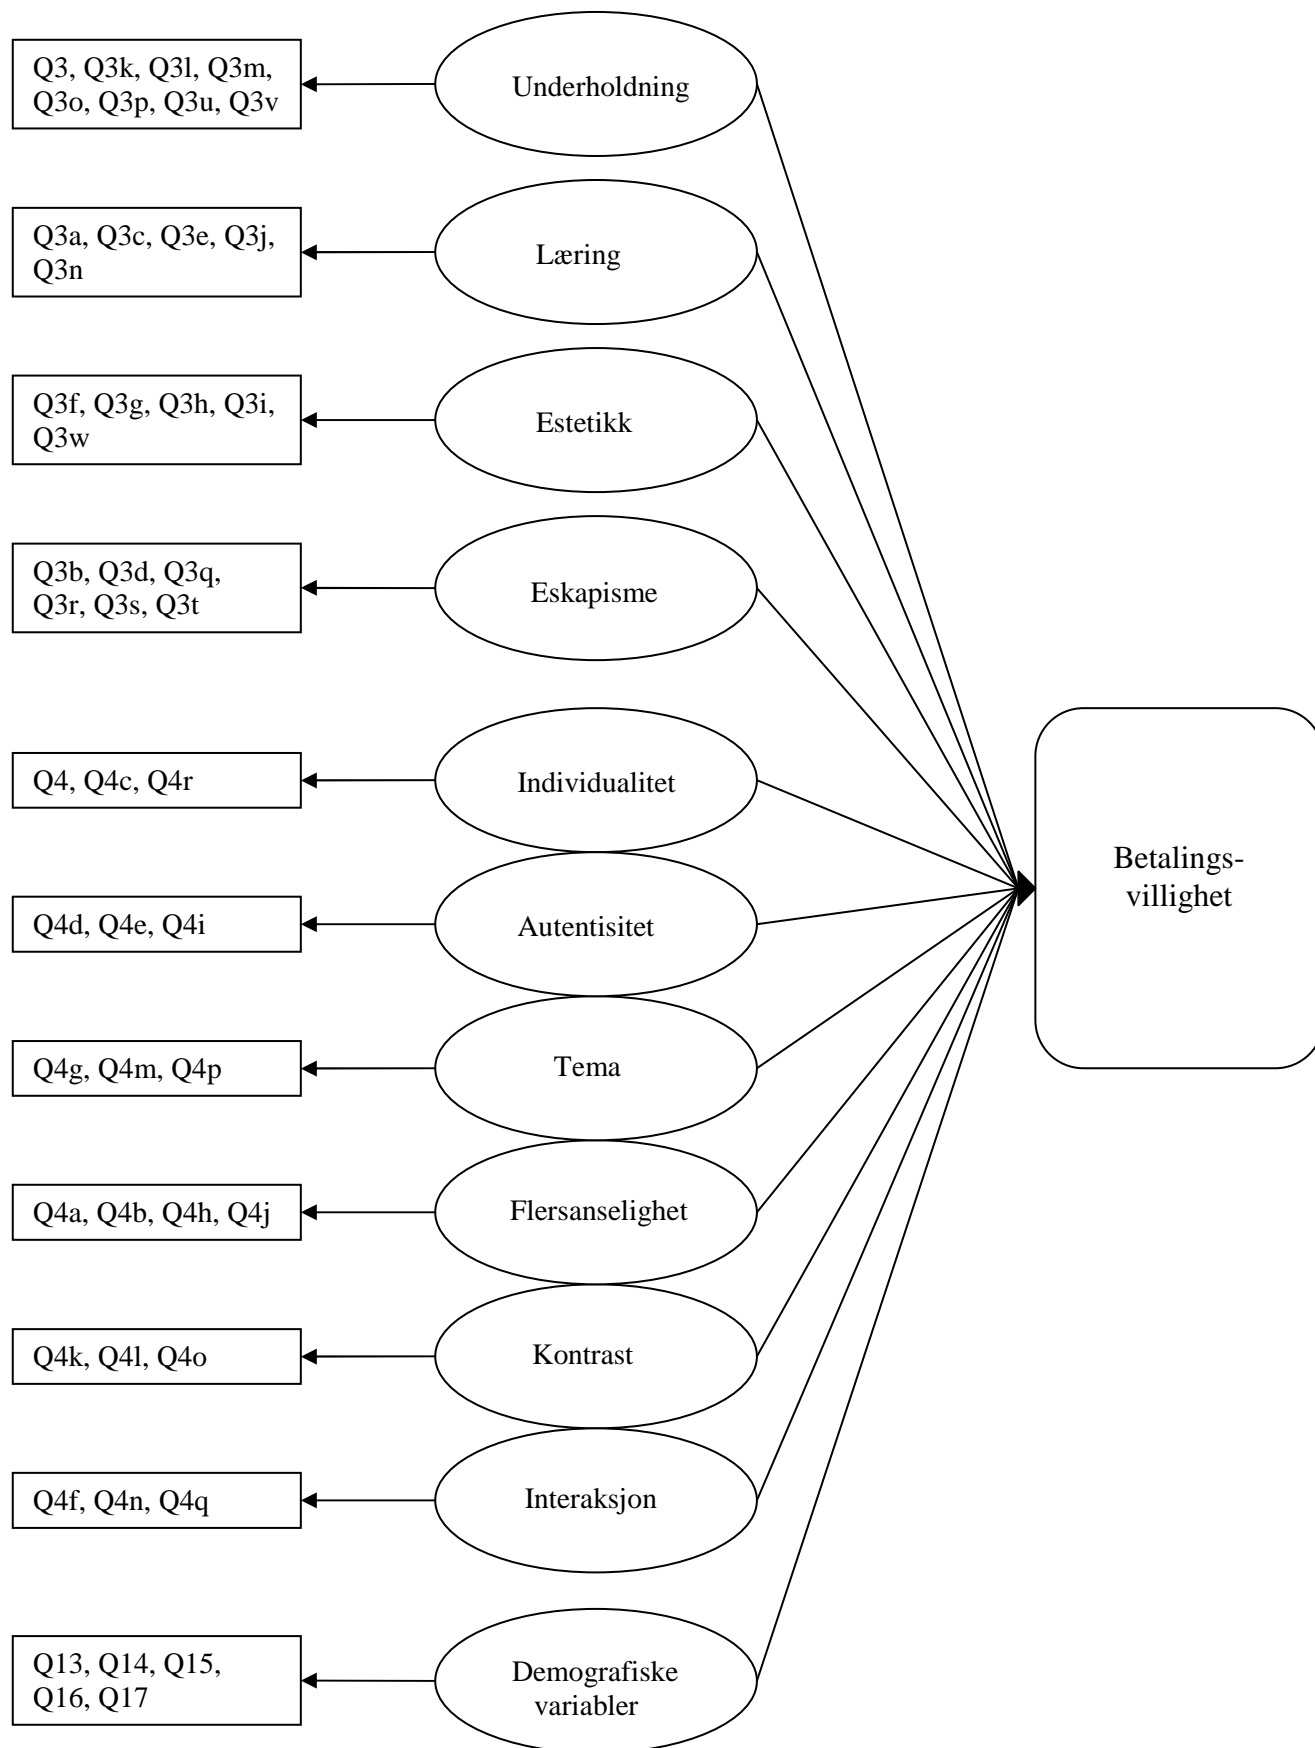 Q3, Q3k, Q3l, Q3m,
Q3o, Q3p, Q3u, Q3v
Underholdning
Q3a, Q3c, Q3e, Q3j,
Q3n
Læring
Q3f, Q3g, Q3h, Q3i,
Q3w
Estetikk
Q3b, Q3d, Q3q,
Q3r, Q3s, Q3t
Eskapisme
Q4, Q4c, Q4r
Individualitet
Q4d, Q4e, Q4i
Autentisitet
Q4g, Q4m, Q4p
Tema
Q4a, Q4b, Q4h, Q4j
Flersanselighet
Q4k, Q4l, Q4o
Kontrast
Q4f, Q4n, Q4q
Interaksjon
Q13, Q14, Q15,
Q16, Q17
Demografiske
variabler
Betalings-
villighet